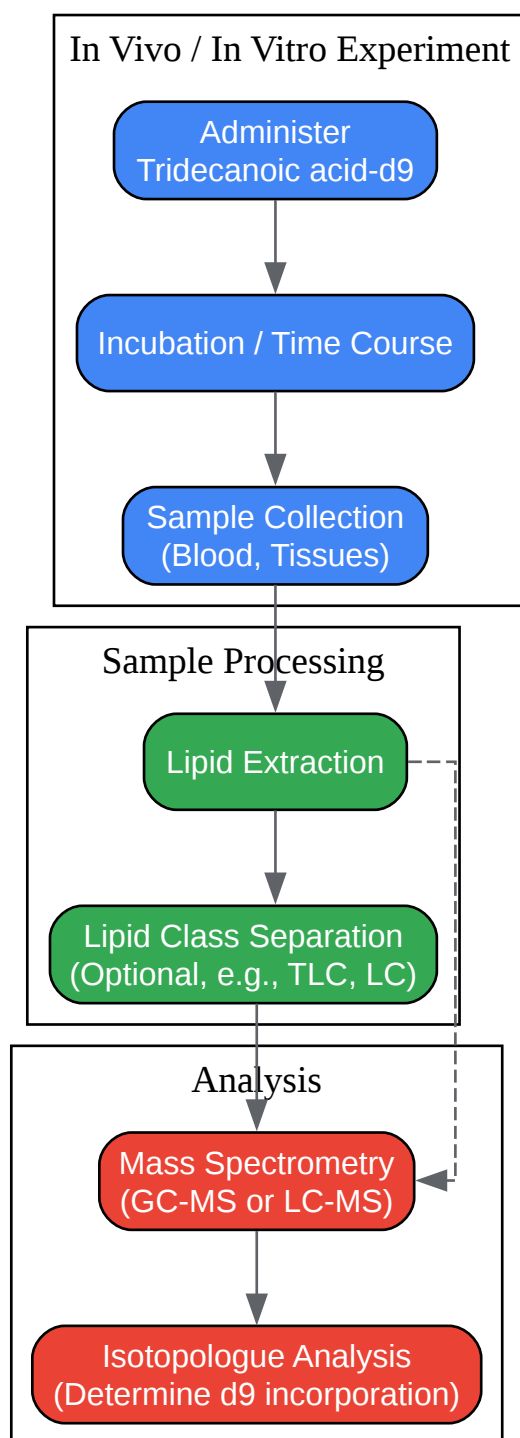 In Vivo / In Vitro Experiment
Administer
Tridecanoic acid-d9
Incubation / Time Course
Sample Collection
(Blood, Tissues)
Sample Processing
Lipid Extraction
Lipid Class Separation
(Optional, e.g., TLC, LC)
Analysis
Mass Spectrometry
(GC-MS or LC-MS)
Isotopologue Analysis
(Determine d9 incorporation)